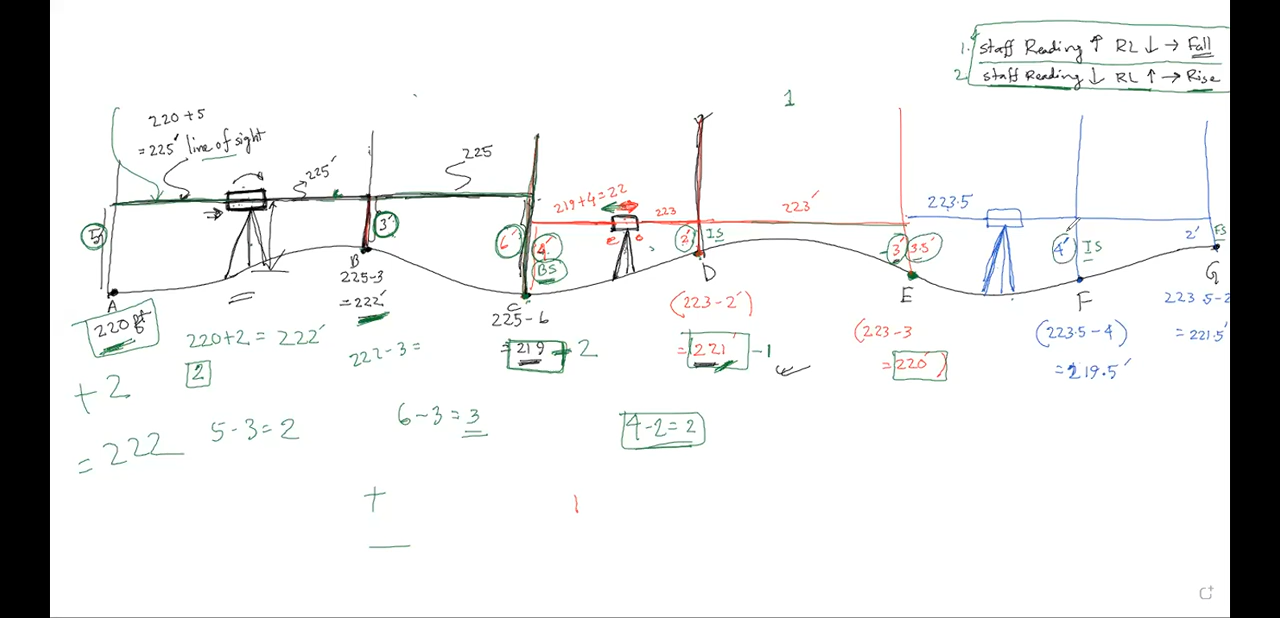 1. Staff Reading ↑ RL ↓ → Fall
2. Staff Reading ↓ RL ↑ → Rise
1
220 + 5
= 225' line of sight
225'
225
219 + 4 = 22
223
223'
223.5
5'
3'
6'
4'
BS
2'
IS
3'
3.5'
4'
IS
2'
FS
A
B
C
D
E
F
G
220 ft
225 - 3
= 222'
225 - 6
= 219 + 2
(223 - 2')
= 221' - 1
(223 - 3
= 220')
(223.5 - 4)
= 219.5'
223.5 - 2
= 221.5'
220 + 2 = 222'
2
222 - 3 =
+ 2
= 222
5 - 3 = 2
6 - 3 = 3
4 - 2 = 2
+
—